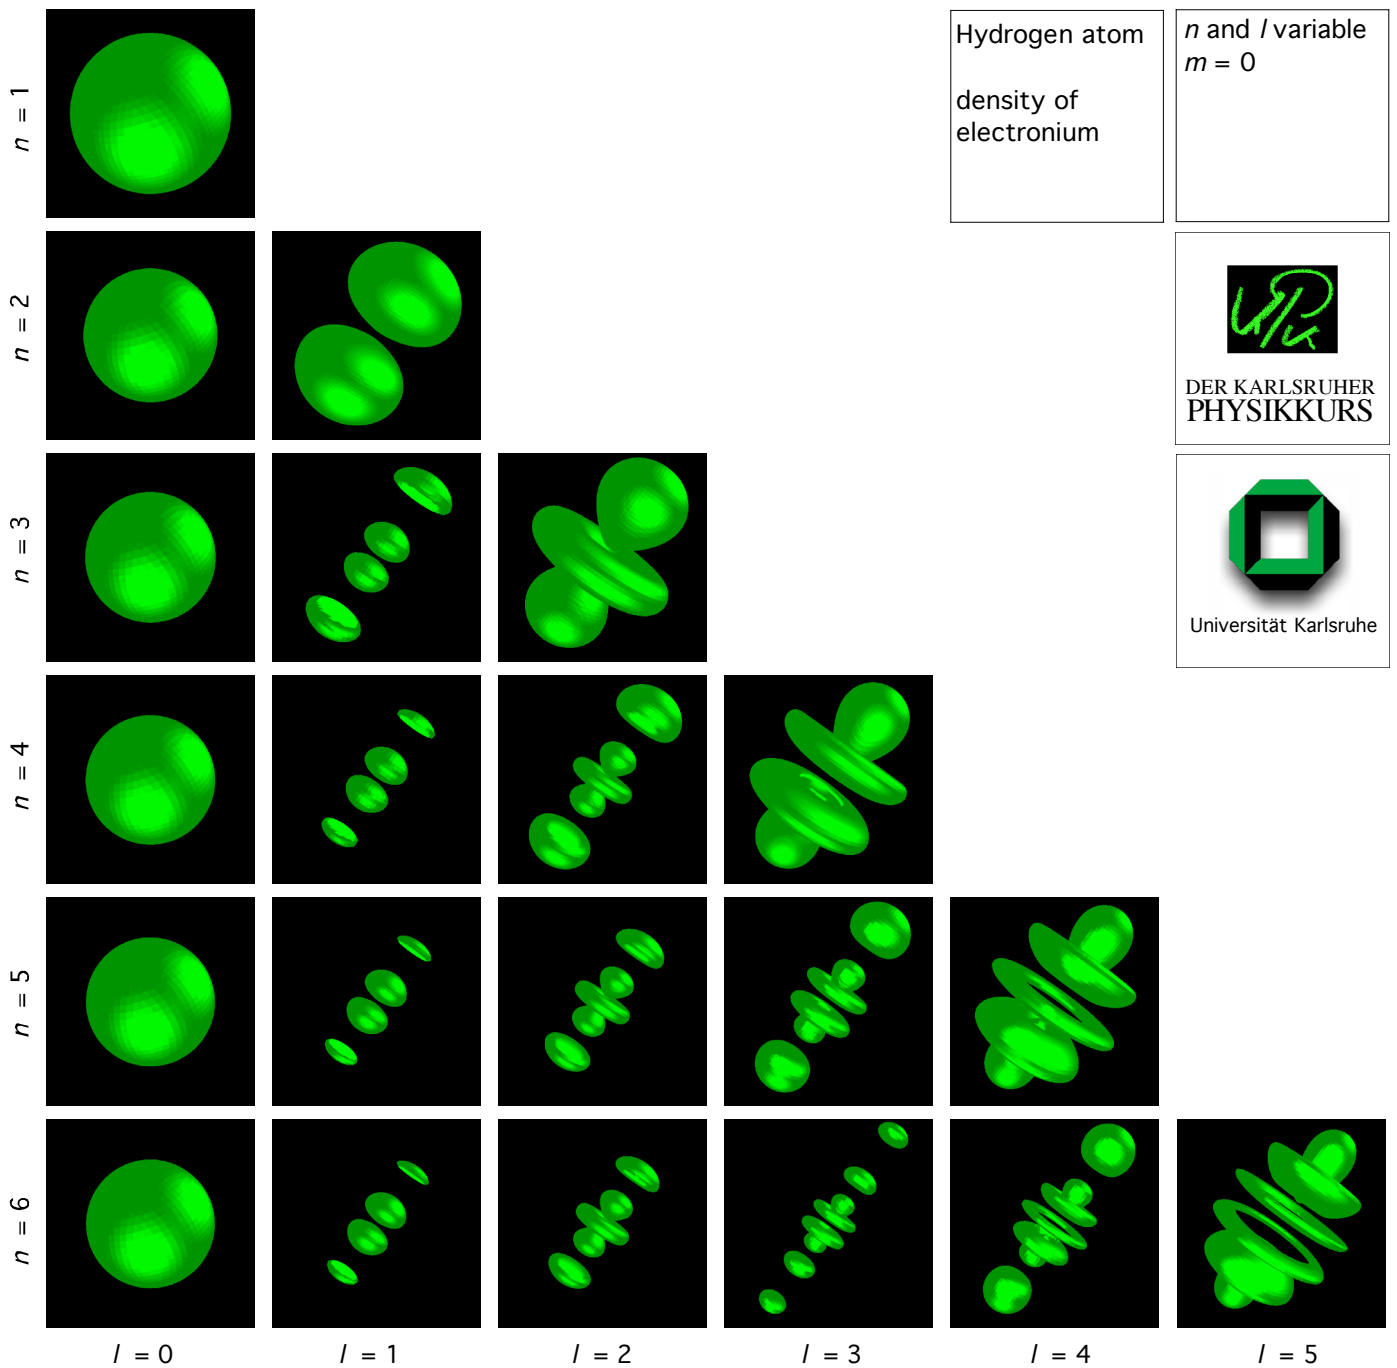 Hydrogen atom
density of
electronium
n and l variable
m = 0
n = 1
n = 2
KPK
DER KARLSRUHER
PHYSIKKURS
n = 3
Universität Karlsruhe
n = 4
n = 5
n = 6
l = 0
l = 1
l = 2
l = 3
l = 4
l = 5